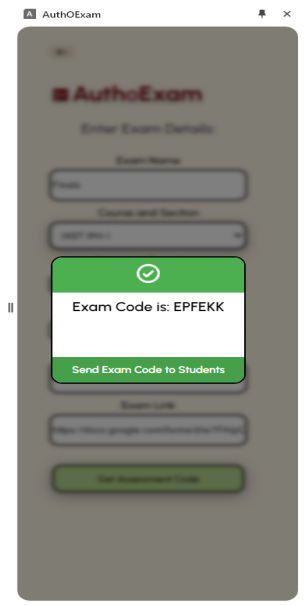 A AuthOExam
AuthoExam
Enter Exam Details:
Exam Name
Finals
Course and Section
Exam Code is: EPFEKK
Send Exam Code to Students
Exam Link
Get Assessment Code